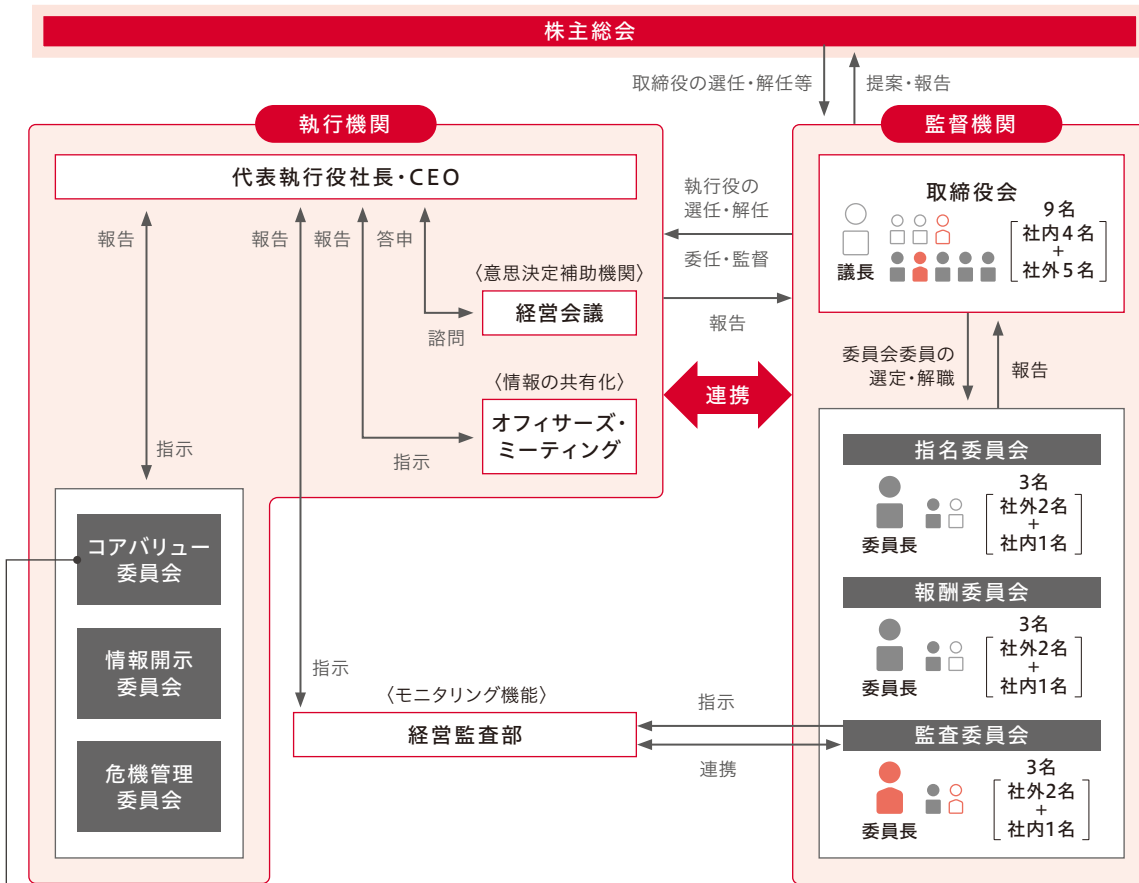 株主総会
取締役の選任・解任等
提案・報告
執行機関
監督機関
代表執行役社長・CEO
報告
報告
報告
答申
〈意思決定補助機関〉
経営会議
諮問
〈情報の共有化〉
オフィサーズ・
ミーティング
指示
指示
コアバリュー
委員会
情報開示
委員会
危機管理
委員会
指示
〈モニタリング機能〉
経営監査部
執行役の
選任・解任
委任・監督
報告
連携
取締役会
議長
9名
社内4名
+
社外5名
委員会委員の
選定・解職
報告
指名委員会
委員長
3名
社外2名
+
社内1名
報酬委員会
委員長
3名
社外2名
+
社内1名
指示
連携
監査委員会
委員長
3名
社外2名
+
社内1名